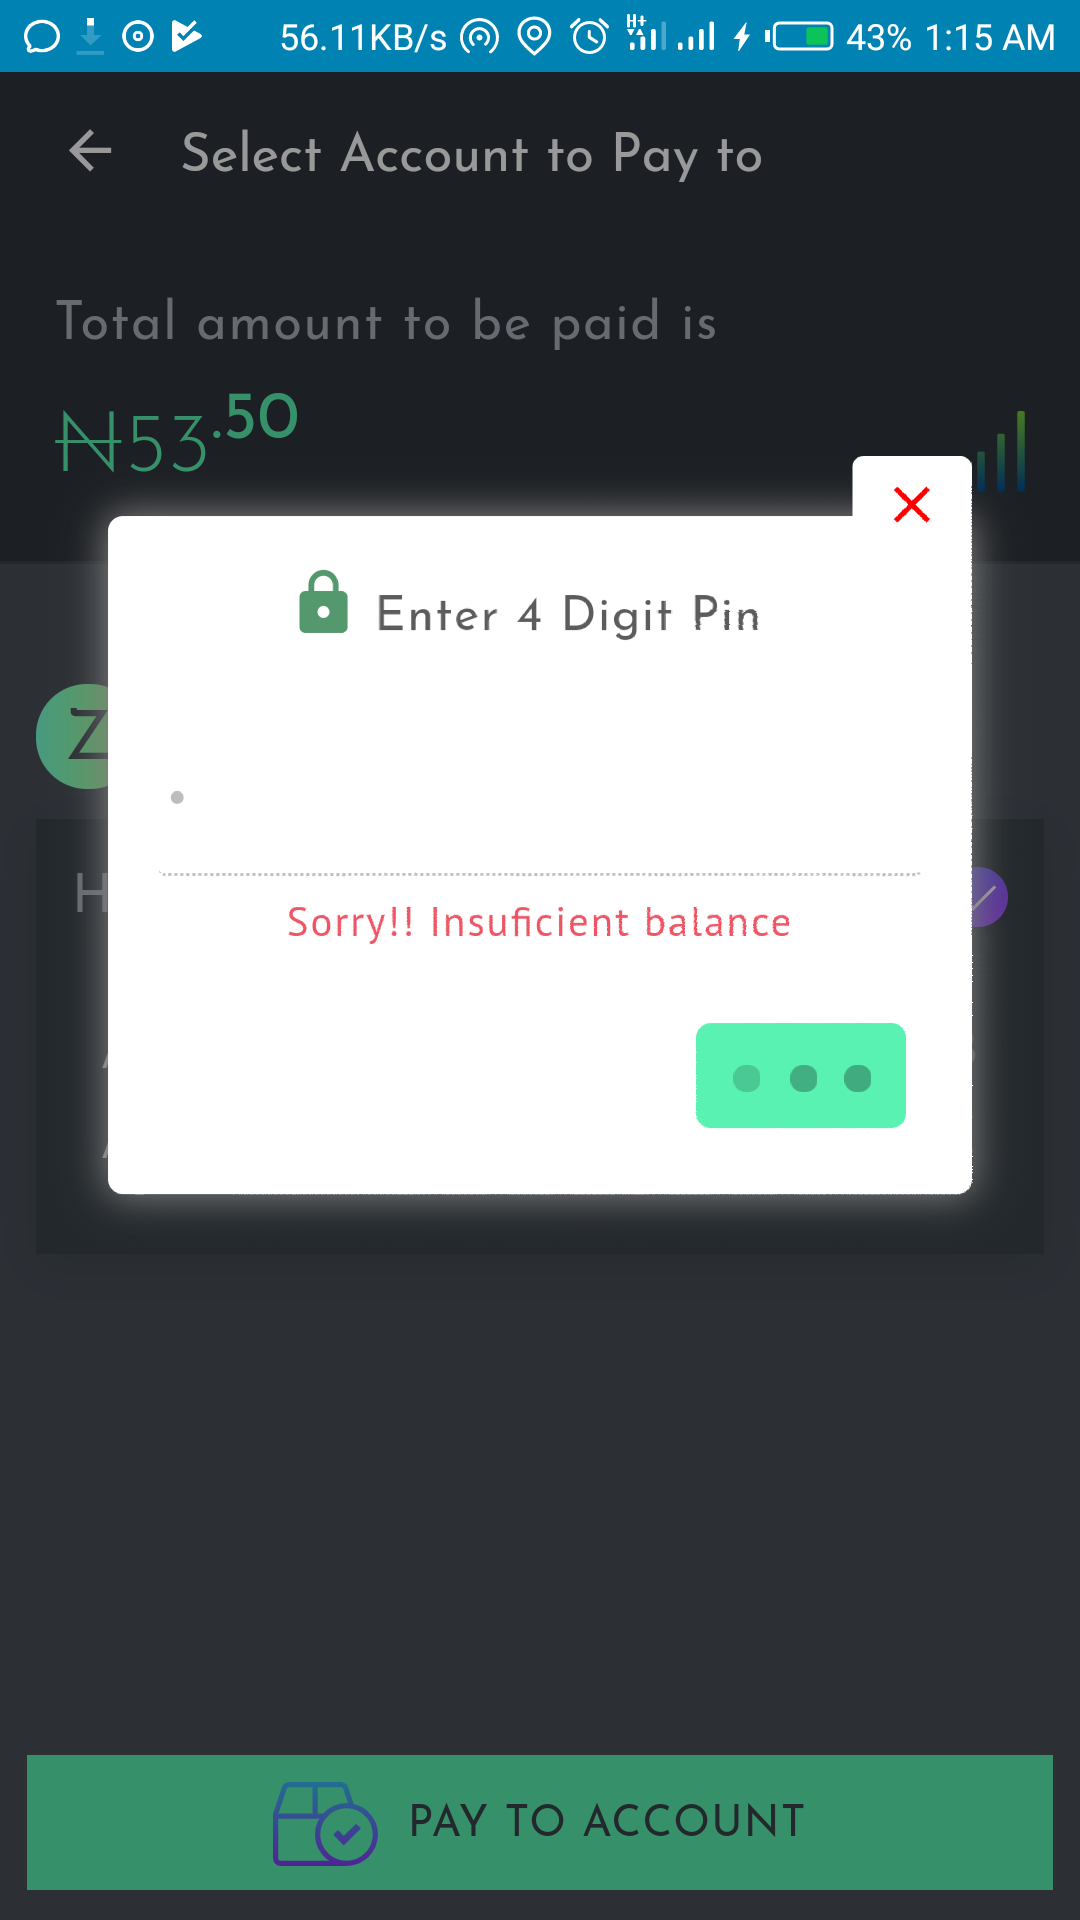 56.11KB/s H+ 43% 1:15 AM
Select Account to Pay to
Total amount to be paid is
₦53.50
Enter 4 Digit Pin
Z
H
Sorry!! Insuficient balance
A
A
PAY TO ACCOUNT